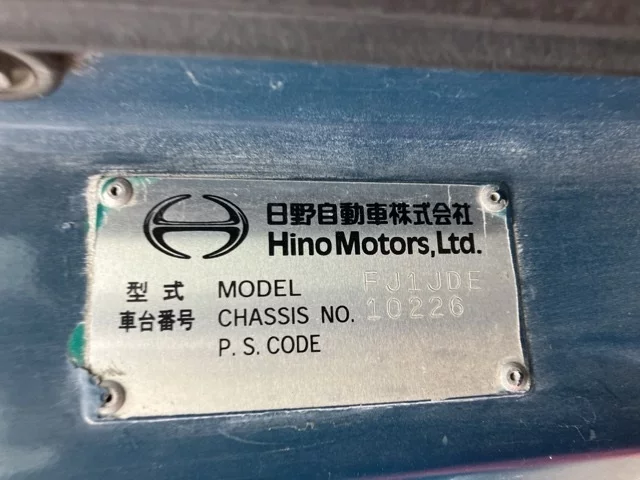 日野自動車株式会社
Hino Motors, Ltd.
型式 MODEL FJ1JDE
車台番号 CHASSIS NO. 10226
P. S. CODE